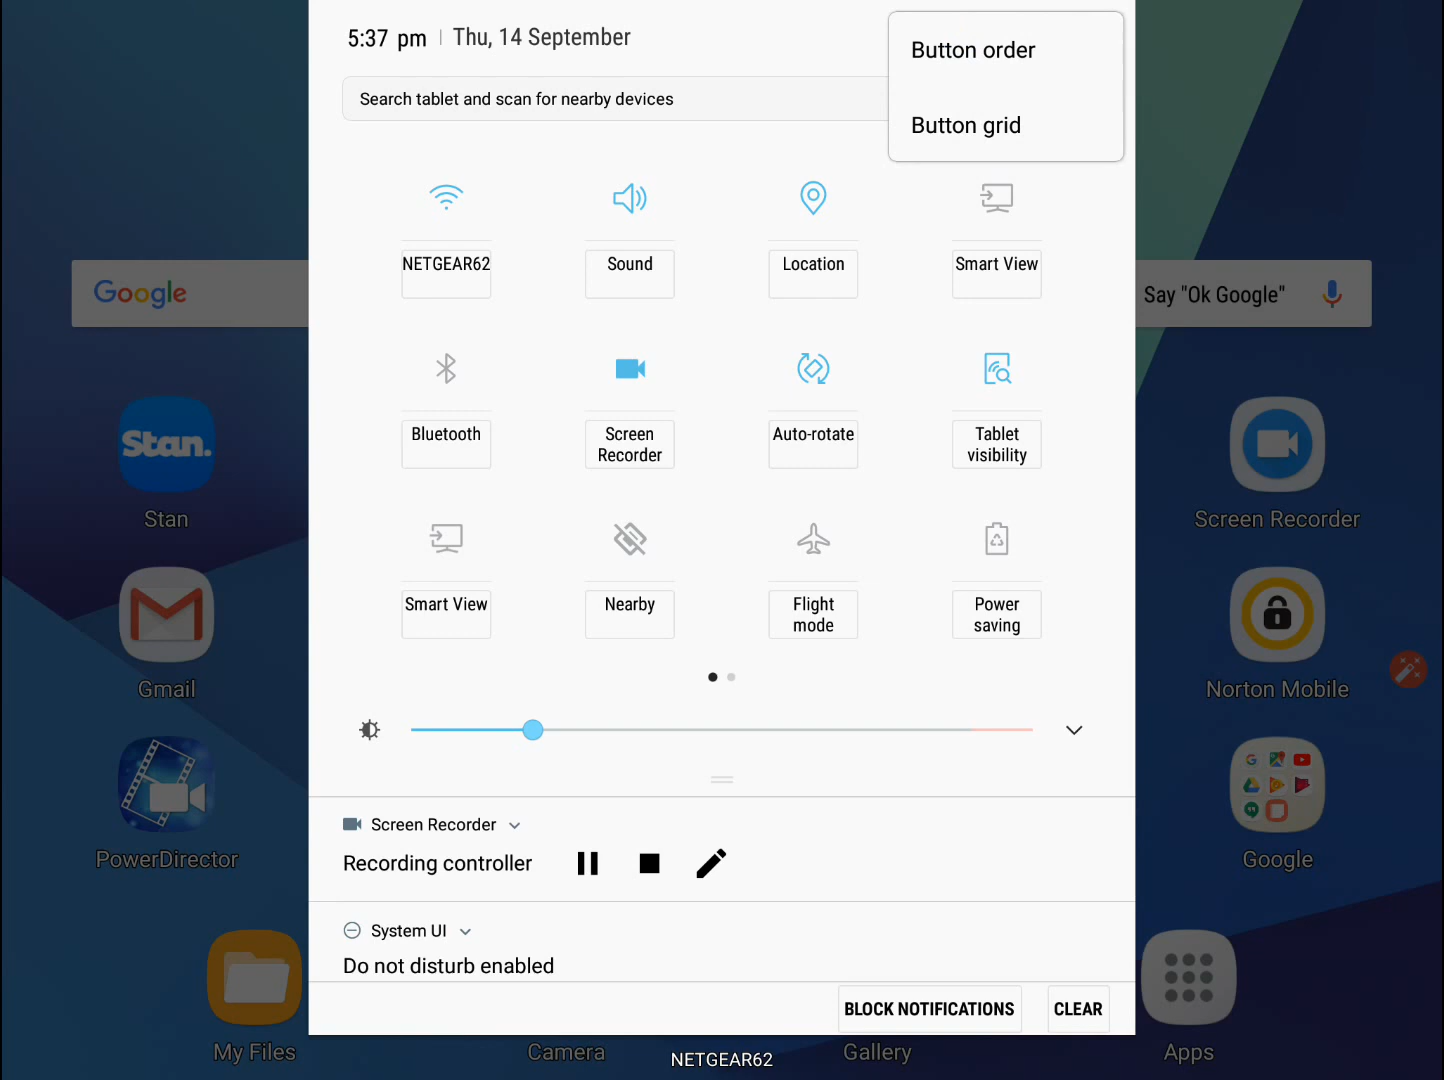 5:37 pm
Thu, 14 September
Button order
Button grid
Search tablet and scan for nearby devices
NETGEAR62
Sound
Location
Smart View
Google
Say "Ok Google"
Bluetooth
Screen
Recorder
Auto-rotate
Tablet
visibility
Stan.
Stan
Screen Recorder
Smart View
Nearby
Flight
mode
Power
saving
Gmail
Norton Mobile
PowerDirector
Google
Screen Recorder
Recording controller
System UI
Do not disturb enabled
BLOCK NOTIFICATIONS
CLEAR
My Files
Camera
NETGEAR62
Gallery
Apps